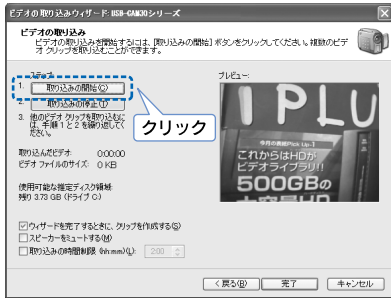 ビデオの取り込みウィザード: USB-CAM30シリーズ
ビデオの取り込み
ビデオの取り込みを開始するには、[取り込みの開始] ボタンをクリックしてください。複数のビデ
オ クリップを取り込むことができます。
ステップ:
1. 取り込みの開始(C)
2. 取り込みの停止(T)
3. 他のビデオ クリップを取り込むに
は、手順 1 と 2 を繰り返してく
ださい。
クリック
取り込んだビデオ: 0:00:00
ビデオ ファイルのサイズ: 0 KB
使用可能な推定ディスク領域:
残り 3.73 GB (ドライブ C:)
ウィザードを完了するときに、クリップを作成する(S)
スピーカーをミュートする(M)
取り込みの時間制限 (hh:mm)(L): 2:00
プレビュー:
I PLU
今月の表紙 Pick Up-1
これからはHDが
ビデオライブラリ!!
500GBの
大容量HD
< 戻る(B)
完了
キャンセル